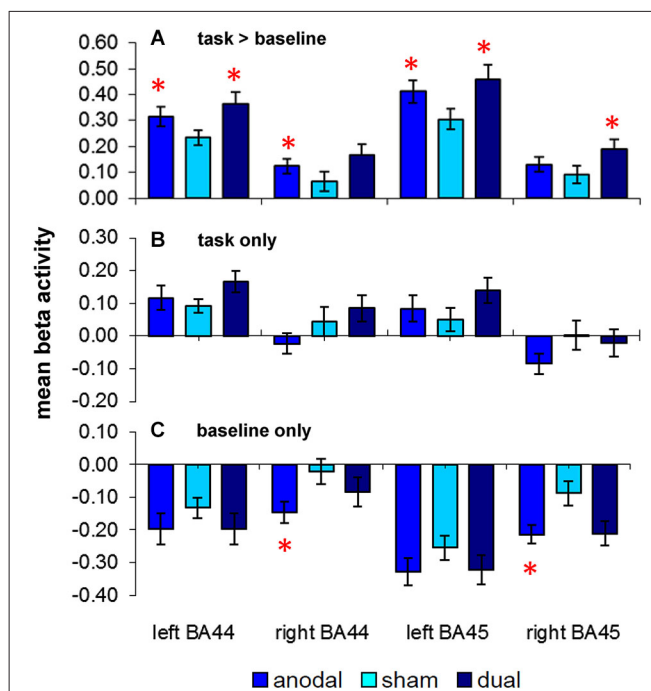 A task > baseline
0.60
0.50
0.40
0.30
0.20
0.10
0.00
* * * * * *
B task only
0.30
0.20
0.10
0.00
-0.10
-0.20
mean beta activity
C baseline only
0.10
0.00
-0.10
-0.20
-0.30
-0.40
* *
left BA44 right BA44 left BA45 right BA45
anodal sham dual